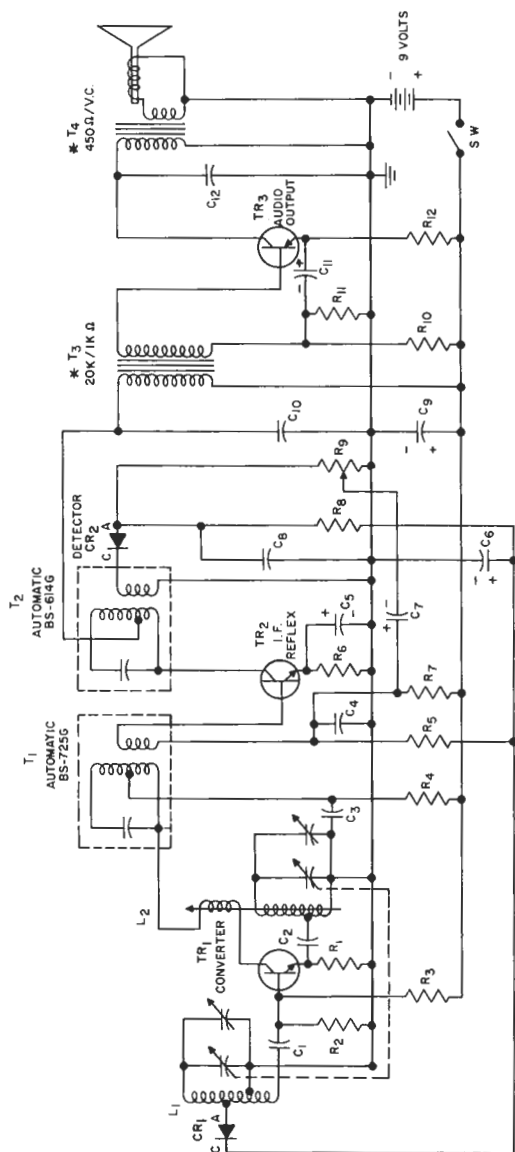 T1
AUTOMATIC
BS-725G
T2
AUTOMATIC
BS-614G
DETECTOR
CR2
C
A
* T3
20K/1KΩ
* T4
450Ω/V.C.
L1
CR1
C
A
L2
TR1
CONVERTER
TR2
I.F.
REFLEX
TR3
AUDIO
OUTPUT
C1
R2
R3
R1
C2
C3
R4
R5
R7
C4
R6
C5
+
-
C7
+ -
C6
-
+
C8
R8
R9
C9
-
+
C10
R10
R11
C11
- +
R12
C12
9 VOLTS
-
+
SW